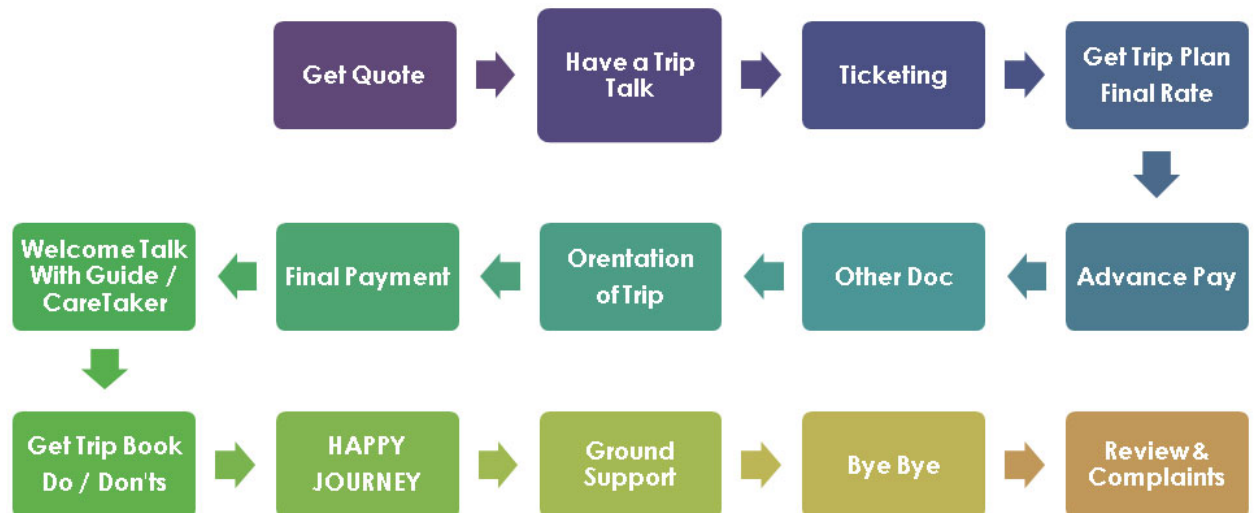 Get Quote
Have a Trip
Talk
Ticketing
Get Trip Plan
Final Rate
Advance Pay
Other Doc
Orentation
of Trip
Final Payment
Welcome Talk
With Guide /
CareTaker
Get Trip Book
Do / Don'ts
HAPPY
JOURNEY
Ground
Support
Bye Bye
Review &
Complaints